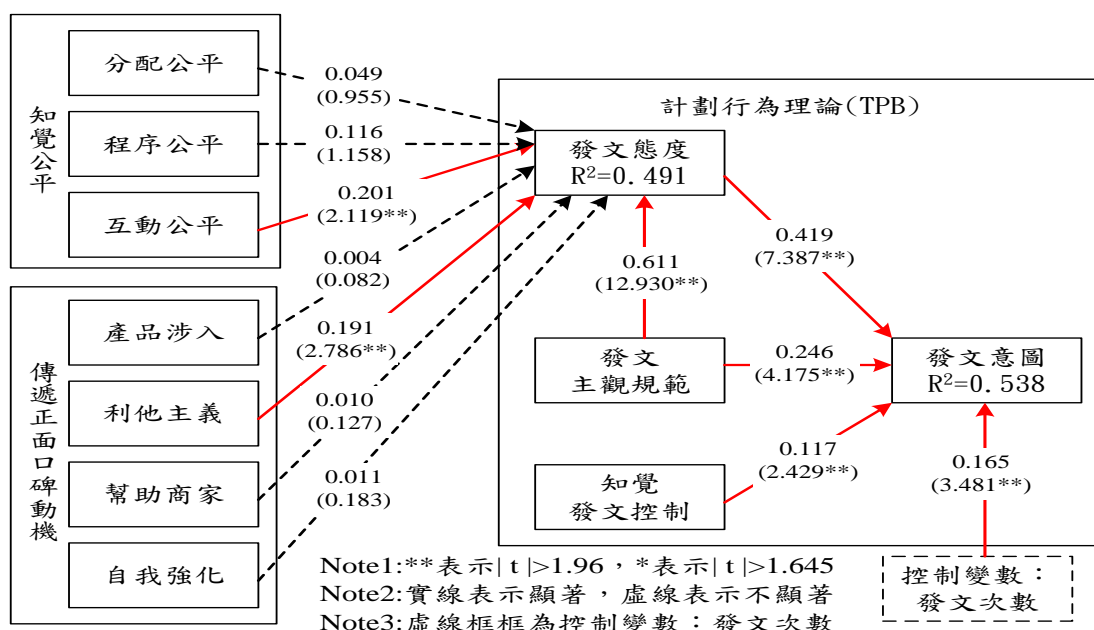 知覺公平
分配公平
程序公平
互動公平
傳遞正面口碑動機
產品涉入
利他主義
幫助商家
自我強化
0.049
(0.955)
0.116
(1.158)
0.201
(2.119**)
0.004
(0.082)
0.191
(2.786**)
0.010
(0.127)
0.011
(0.183)
計劃行為理論(TPB)
發文態度
R²=0.491
0.611
(12.930**)
0.419
(7.387**)
發文
主觀規範
0.246
(4.175**)
發文意圖
R²=0.538
知覺
發文控制
0.117
(2.429**)
0.165
(3.481**)
控制變數：
發文次數
Note1:**表示| t |>1.96，*表示| t |>1.645
Note2:實線表示顯著，虛線表示不顯著
Note3:虛線框框為控制變數：發文次數